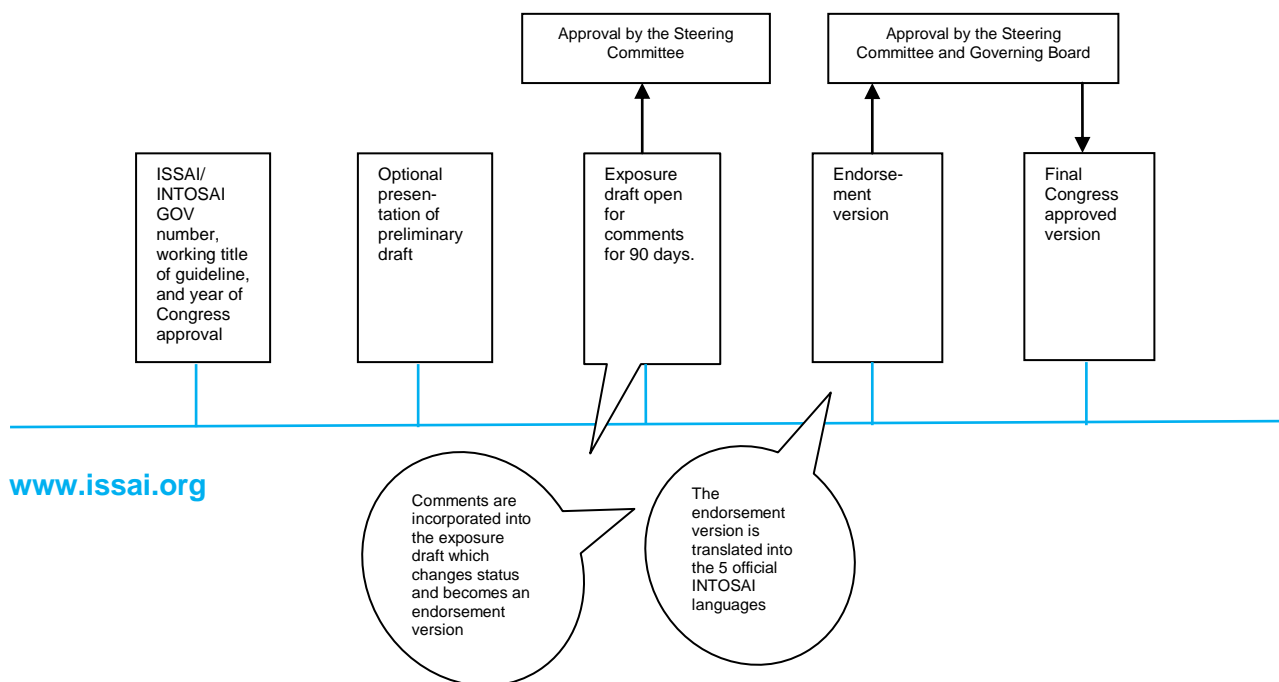 Approval by the Steering
Committee
Approval by the Steering
Committee and Governing Board
ISSAI/
INTOSAI
GOV
number,
working title
of guideline,
and year of
Congress
approval
Optional
presen-
tation of
preliminary
draft
Exposure
draft open
for
comments
for 90 days.
Endorse-
ment
version
Final
Congress
approved
version
www.issai.org
Comments are
incorporated into
the exposure
draft which
changes status
and becomes an
endorsement
version
The
endorsement
version is
translated into
the 5 official
INTOSAI
languages